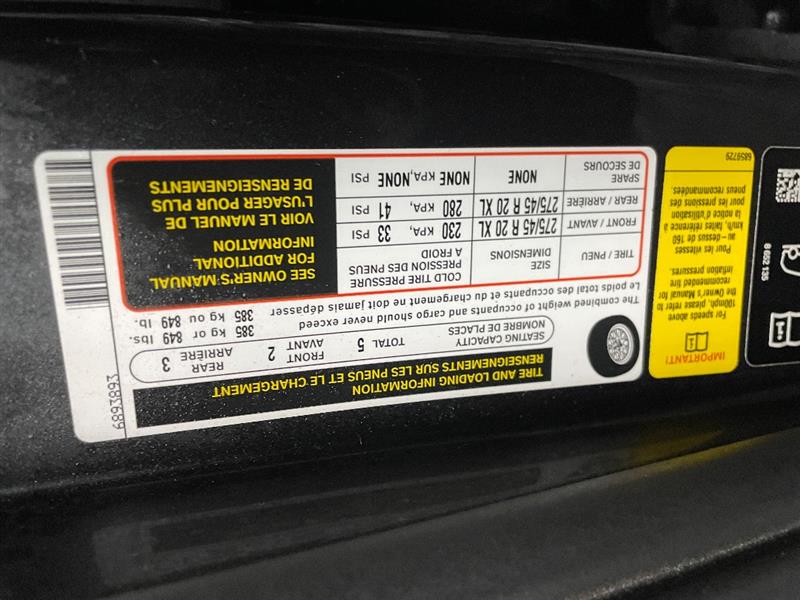 TIRE AND LOADING INFORMATION
RENSEIGNEMENTS SUR LES PNEUS ET LE CHARGEMENT
SEATING CAPACITY
NOMBRE DE PLACES
TOTAL 5
FRONT
AVANT 2
REAR
ARRIÈRE 3
The combined weight of occupants and cargo should never exceed 385 kg or 849 lbs.
Le poids total des occupants et du chargement ne doit jamais dépasser 385 kg ou 849 lb.
TIRE / PNEU
SIZE
DIMENSIONS
COLD TIRE PRESSURE
PRESSION DES PNEUS
A FROID
FRONT / AVANT 275/45 R 20 XL 230 KPA, 33 PSI
REAR / ARRIÈRE 275/45 R 20 XL 280 KPA, 41 PSI
SPARE
DE SECOURS
NONE NONE KPA,NONE PSI
SEE OWNER'S MANUAL
FOR ADDITIONAL
INFORMATION
VOIR LE MANUEL DE
L'USAGER POUR PLUS
DE RENSEIGNEMENTS
6893893
IMPORTANT!
For speeds above
100mph, please refer to
the Owner's Manual for
recommended tire
inflation pressures.
Pour les vitesses
au-dessus de 160
km/h, faites référence à
la notice d'utilisation
pour les pressions des
pneus recommandées.
6859729
8 652 135